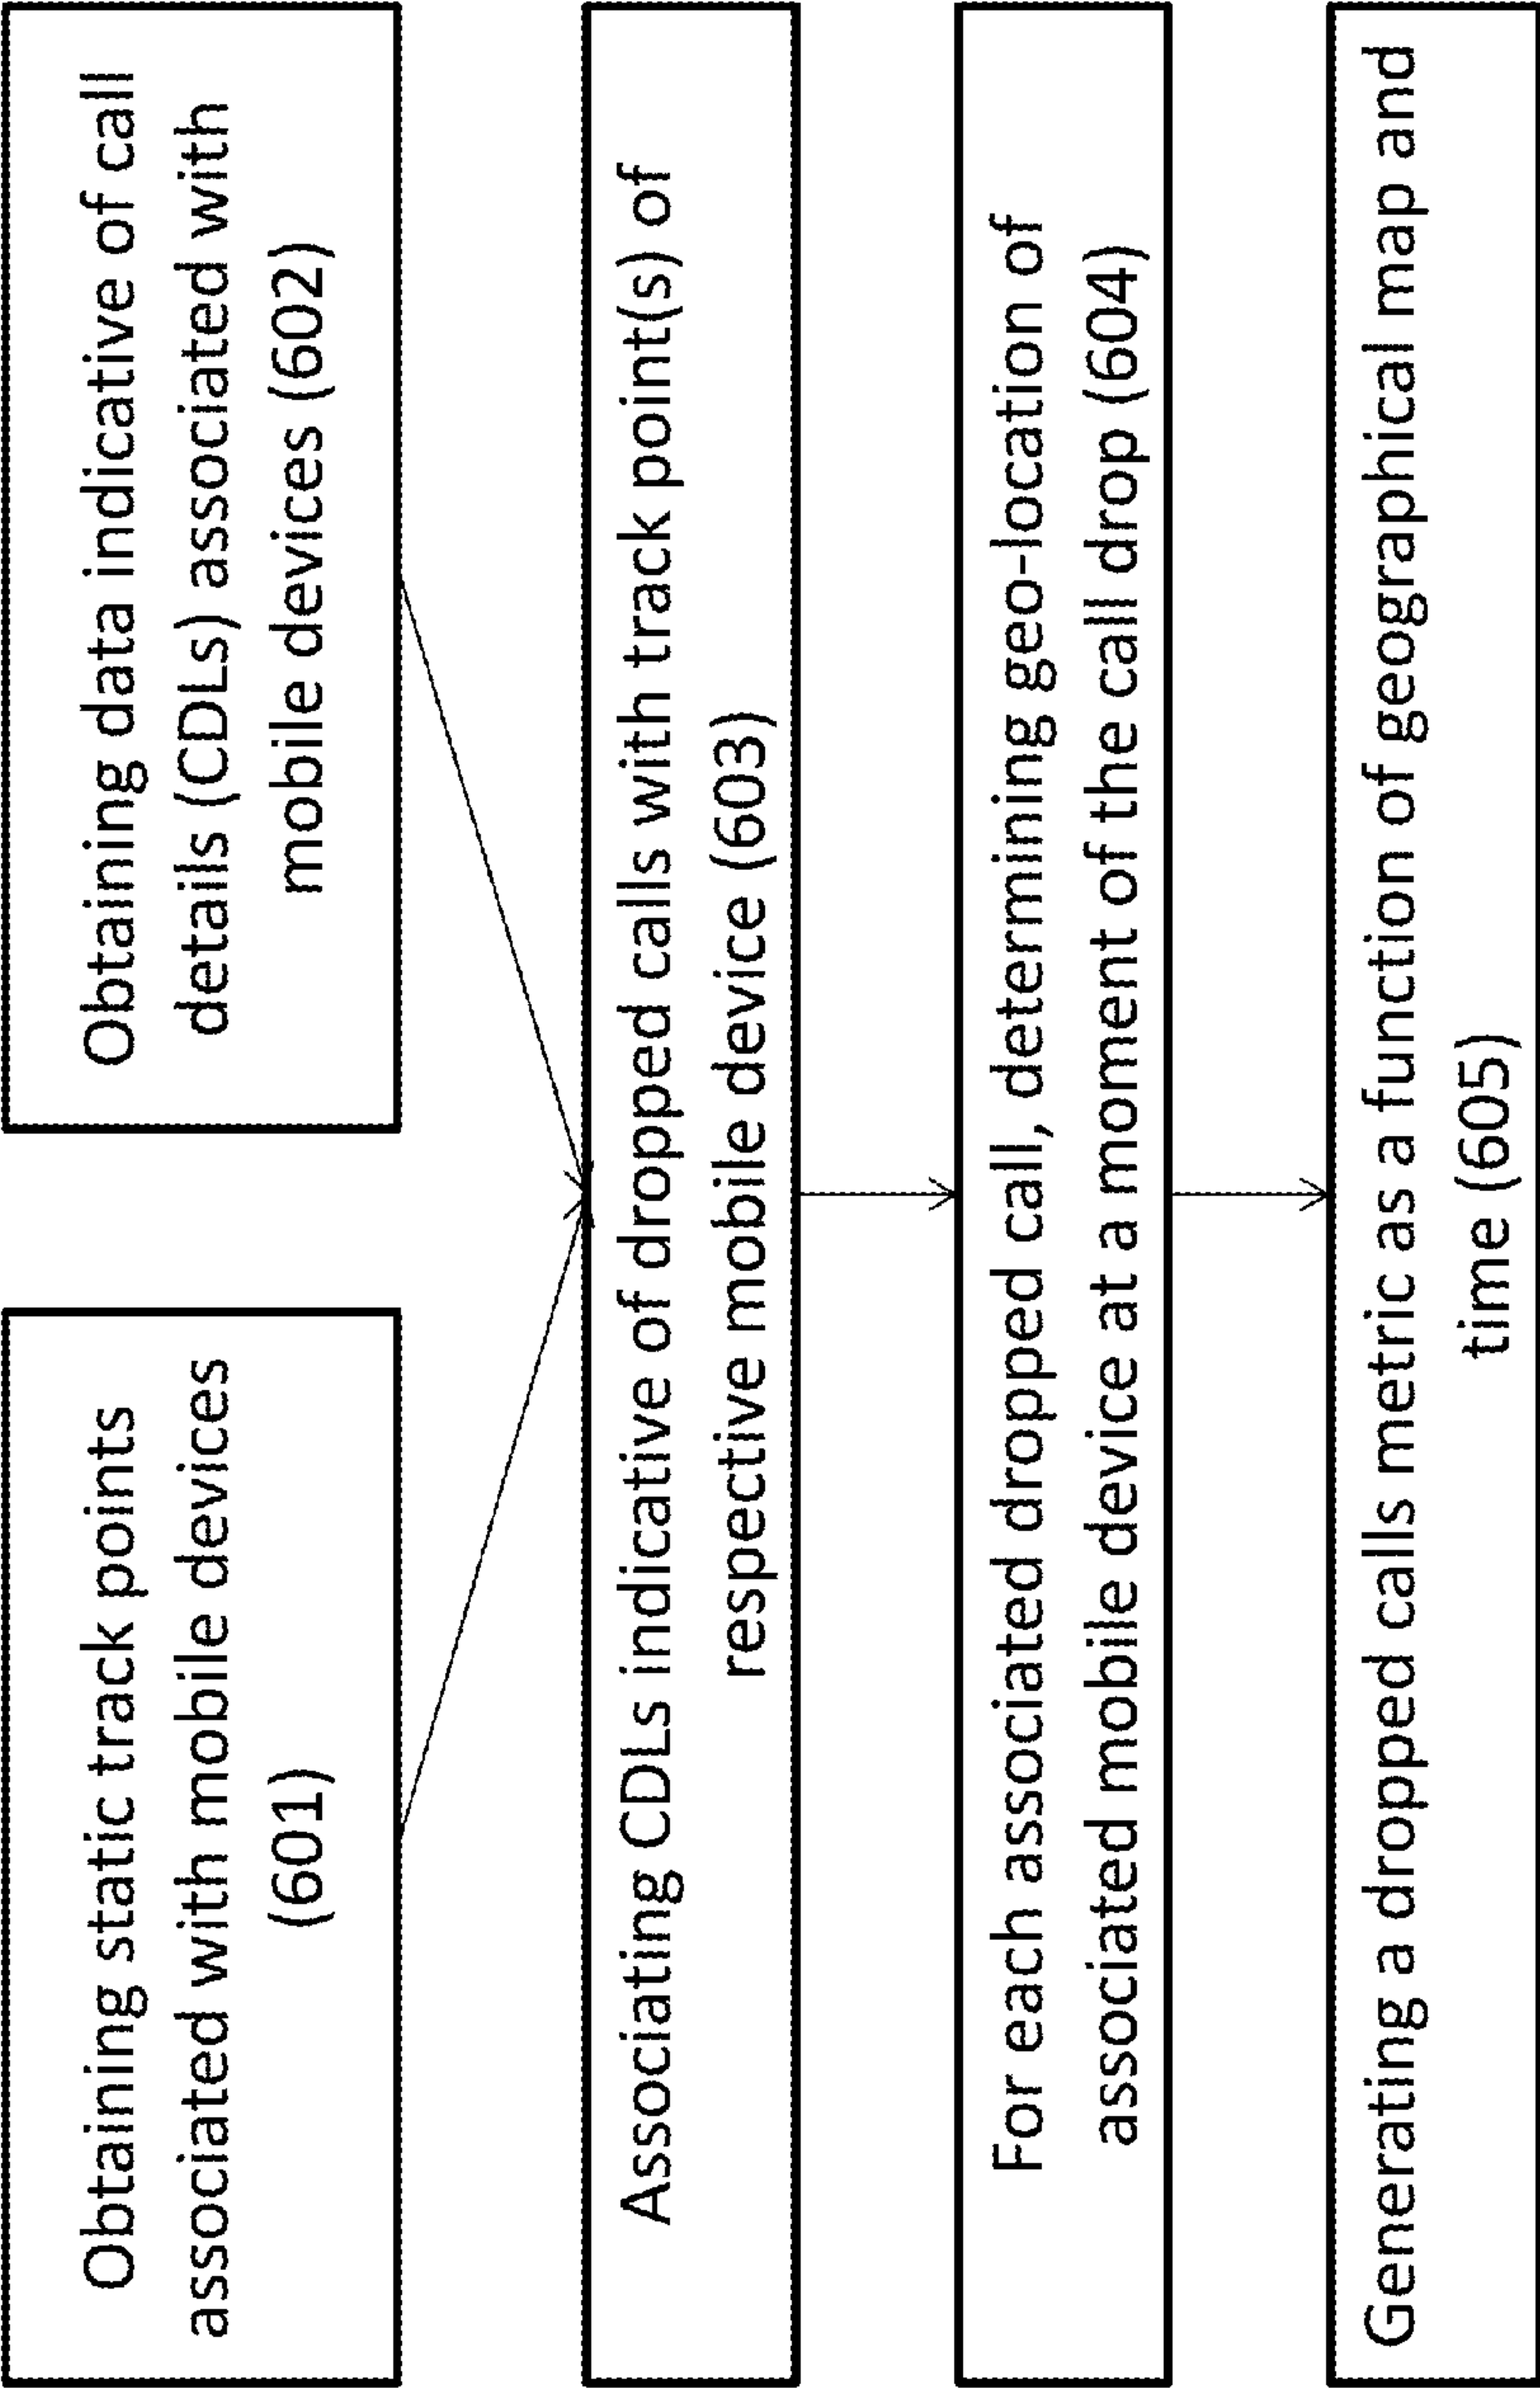 Obtaining static track points
associated with mobile devices
(601)
Obtaining data indicative of call
details (CDLs) associated with
mobile devices (602)
Associating CDLs indicative of dropped calls with track point(s) of
respective mobile device (603)
For each associated dropped call, determining geo-location of
associated mobile device at a moment of the call drop (604)
Generating a dropped calls metric as a function of geographical map and
time (605)